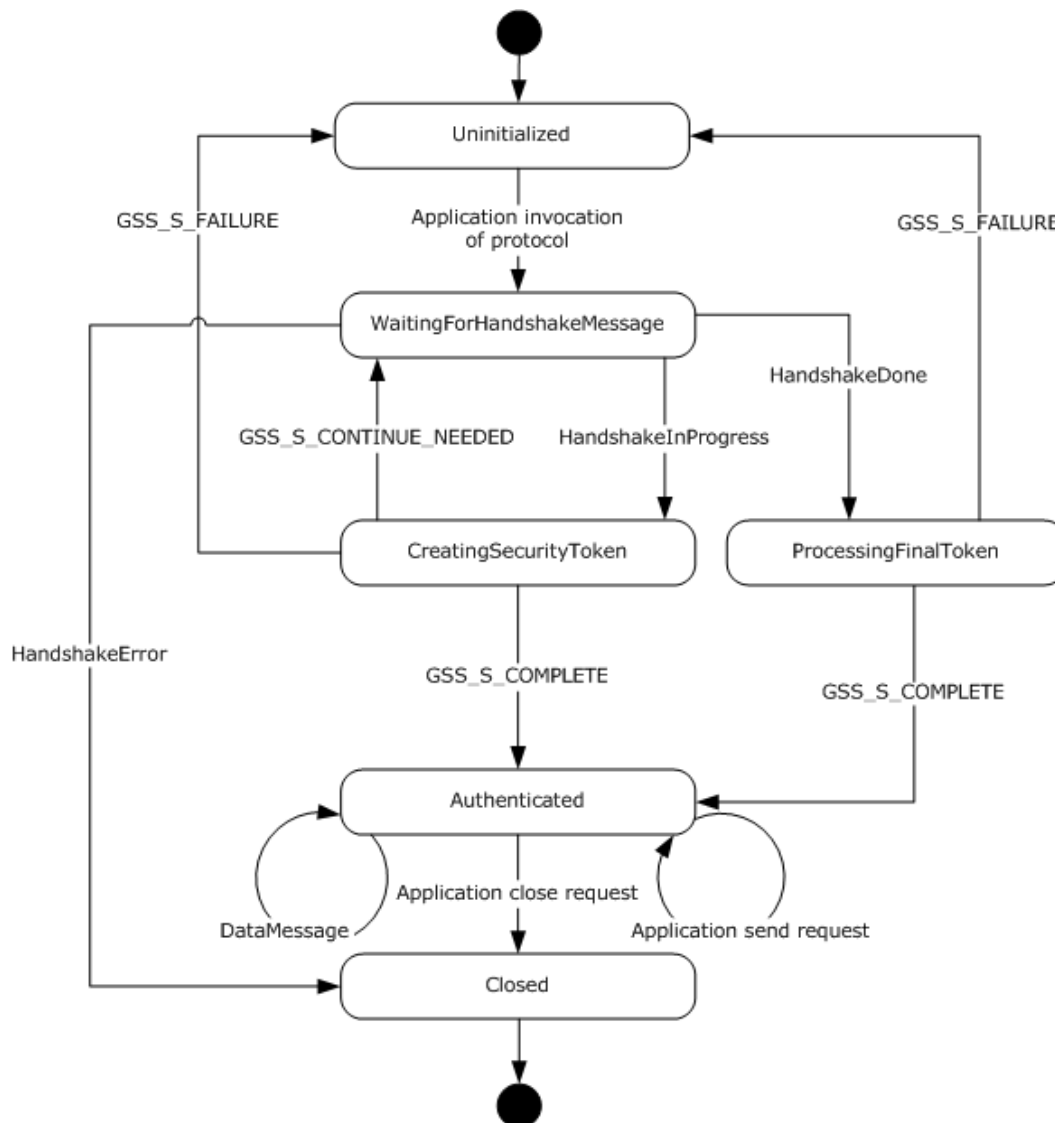 Uninitialized
GSS_S_FAILURE
Application invocation
of protocol
GSS_S_FAILURE
WaitingForHandshakeMessage
HandshakeDone
GSS_S_CONTINUE_NEEDED
HandshakeInProgress
CreatingSecurityToken
ProcessingFinalToken
HandshakeError
GSS_S_COMPLETE
GSS_S_COMPLETE
Authenticated
Application close request
DataMessage
Application send request
Closed